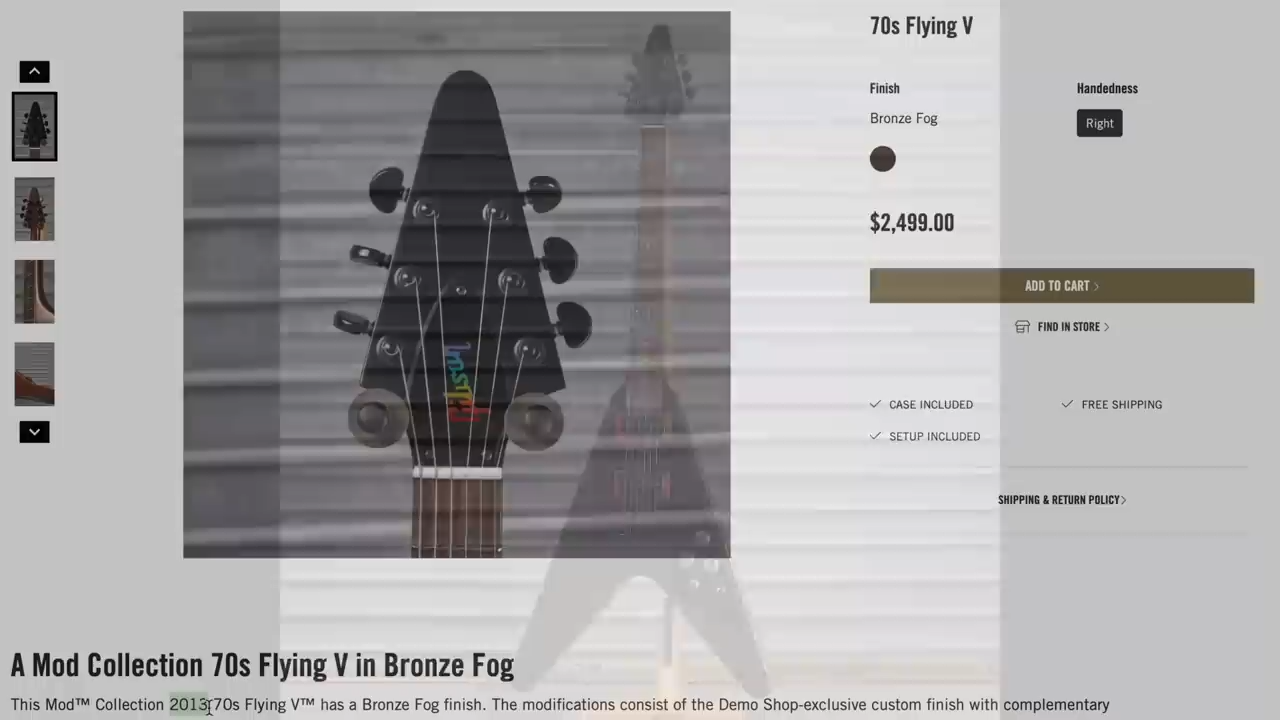 70s Flying V
Finish
Handedness
Bronze Fog
Right
$2,499.00
ADD TO CART
FIND IN STORE
CASE INCLUDED
FREE SHIPPING
SETUP INCLUDED
SHIPPING & RETURN POLICY
Gibson
A Mod Collection 70s Flying V in Bronze Fog
This Mod™ Collection 2013 70s Flying V™ has a Bronze Fog finish. The modifications consist of the Demo Shop-exclusive custom finish with complementary